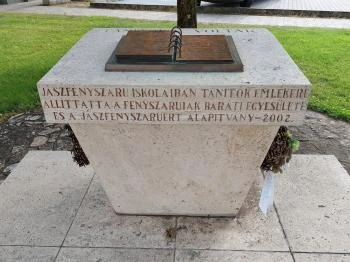 JÁSZFÉNYSZARU ISKOLÁIBAN TANÍTÓK EMLÉKÉRE
ÁLLÍTTATTA A FÉNYSZARUIAK BARÁTI EGYESÜLETE
ÉS A JÁSZFÉNYSZARUÉRT ALAPÍTVÁNY - 2002.